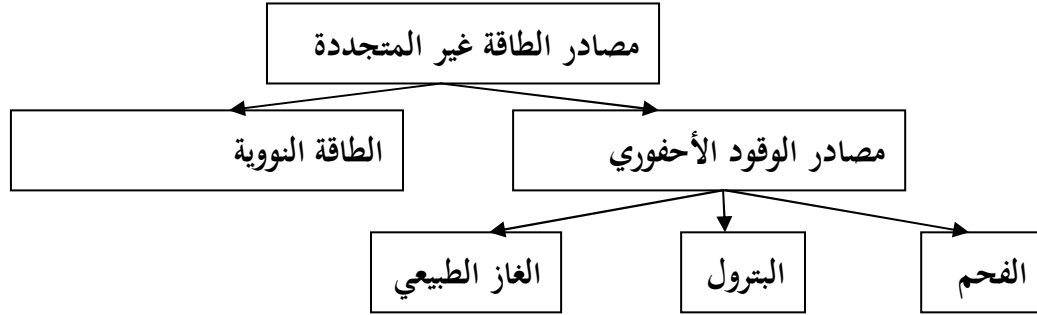 مصادر الطاقة غير المتجددة
مصادر الوقود الأحفوري
الطاقة النووية
الفحم
البترول
الغاز الطبيعي